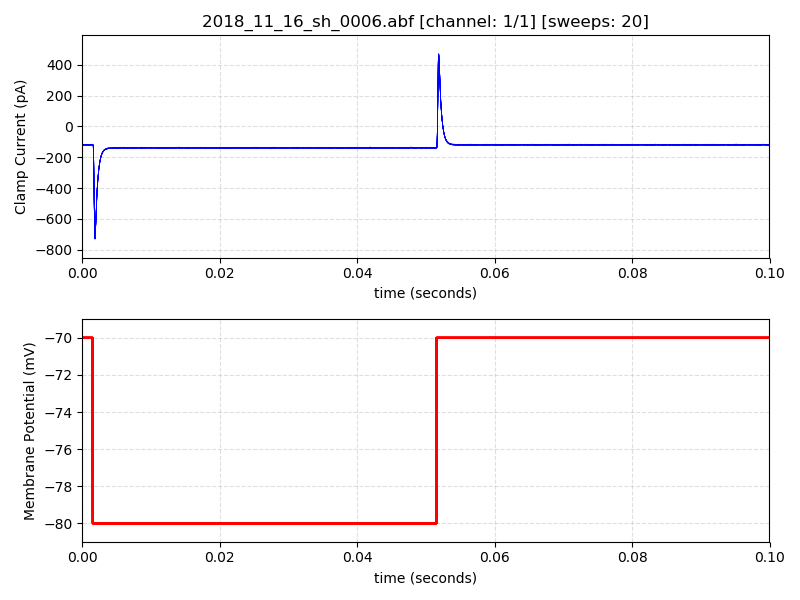 2018_11_16_sh_0006.abf [channel: 1/1] [sweeps: 20]
Clamp Current (pA)
400
200
0
−200
−400
−600
−800
0.00 0.02 0.04 0.06 0.08 0.10
time (seconds)
Membrane Potential (mV)
−70
−72
−74
−76
−78
−80
0.00 0.02 0.04 0.06 0.08 0.10
time (seconds)